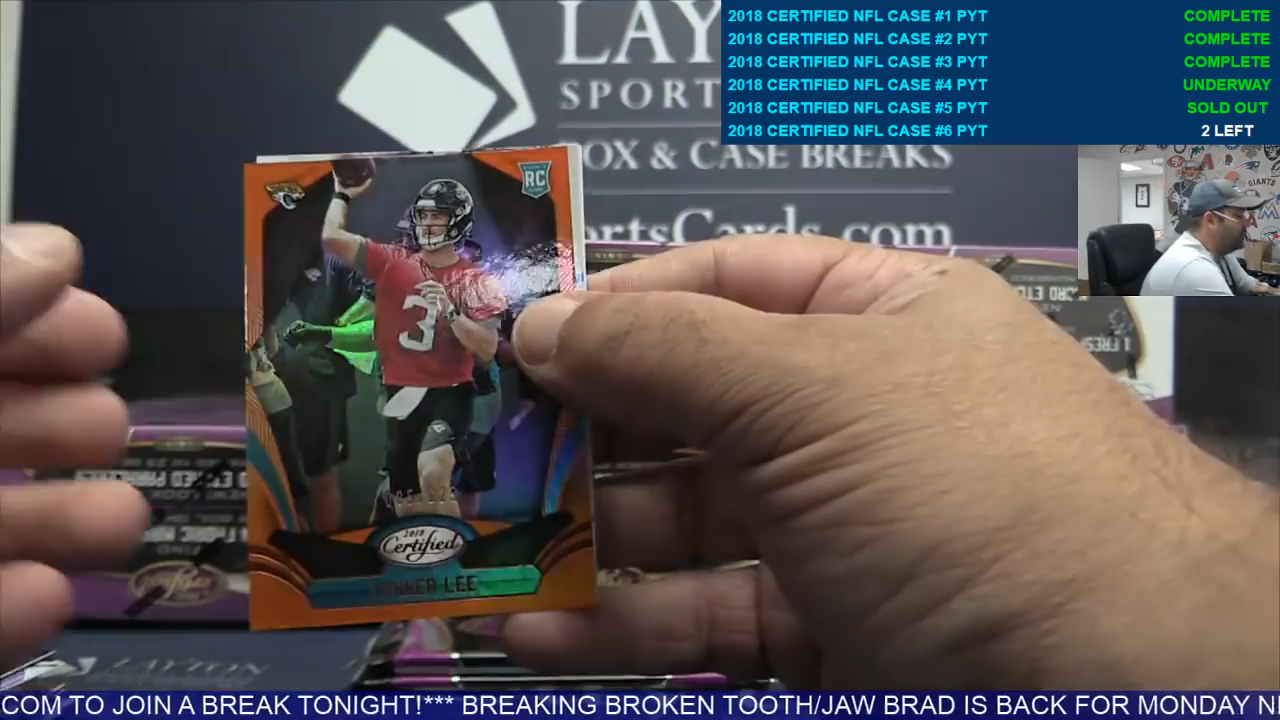 2018 CERTIFIED NFL CASE #1 PYT COMPLETE
2018 CERTIFIED NFL CASE #2 PYT COMPLETE
2018 CERTIFIED NFL CASE #3 PYT COMPLETE
2018 CERTIFIED NFL CASE #4 PYT UNDERWAY
2018 CERTIFIED NFL CASE #5 PYT SOLD OUT
2018 CERTIFIED NFL CASE #6 PYT 2 LEFT
LAY
SPORT
OX & CASE BREAKS
ortsCards.com
RC
3
2018
Certified
TANNER LEE
GIANTS
LAYTON
COM TO JOIN A BREAK TONIGHT!*** BREAKING BROKEN TOOTH/JAW BRAD IS BACK FOR MONDAY N